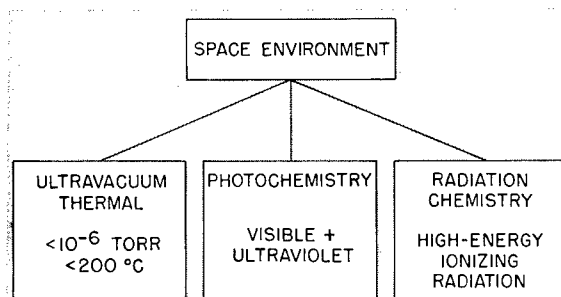 SPACE ENVIRONMENT
ULTRAVACUUM
THERMAL
<10⁻⁶ TORR
<200 °C
PHOTOCHEMISTRY
VISIBLE +
ULTRAVIOLET
RADIATION
CHEMISTRY
HIGH-ENERGY
IONIZING
RADIATION